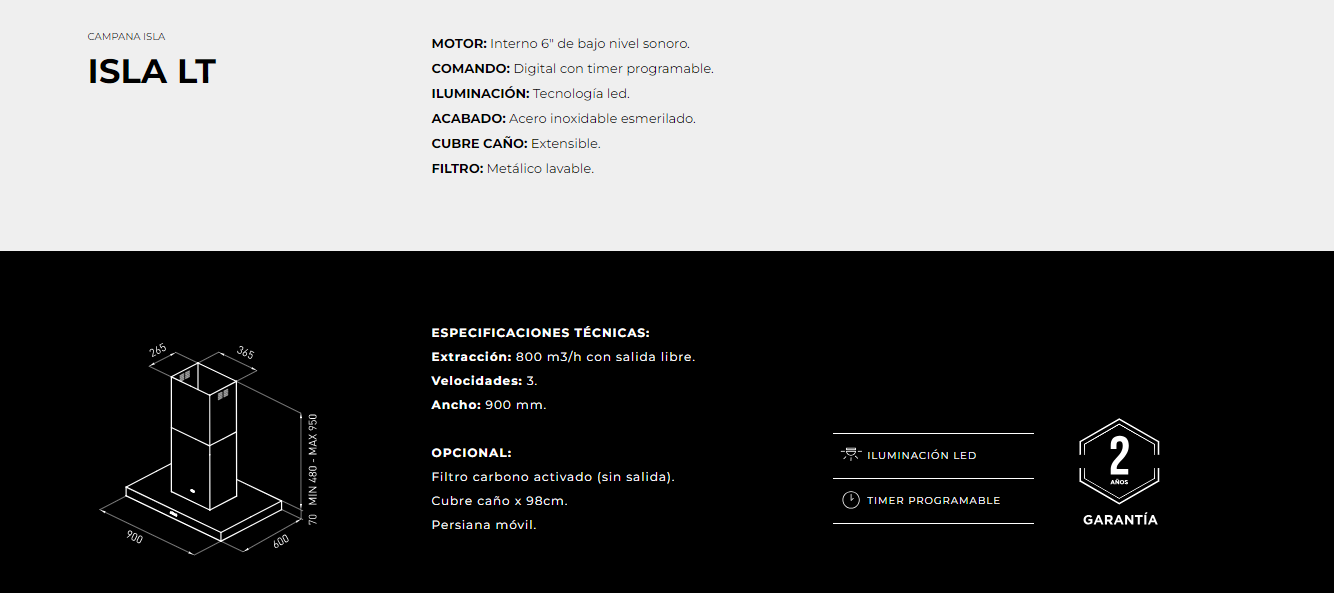 CAMPANA ISLA
ISLA LT
MOTOR: Interno 6" de bajo nivel sonoro.
COMANDO: Digital con timer programable.
ILUMINACIÓN: Tecnología led.
ACABADO: Acero inoxidable esmerilado.
CUBRE CAÑO: Extensible.
FILTRO: Metálico lavable.
265
365
70 MIN 480 - MAX 950
900
600
ESPECIFICACIONES TÉCNICAS:
Extracción: 800 m3/h con salida libre.
Velocidades: 3.
Ancho: 900 mm.
OPCIONAL:
Filtro carbono activado (sin salida).
Cubre caño x 98cm.
Persiana móvil.
ILUMINACIÓN LED
TIMER PROGRAMABLE
2
AÑOS
GARANTÍA